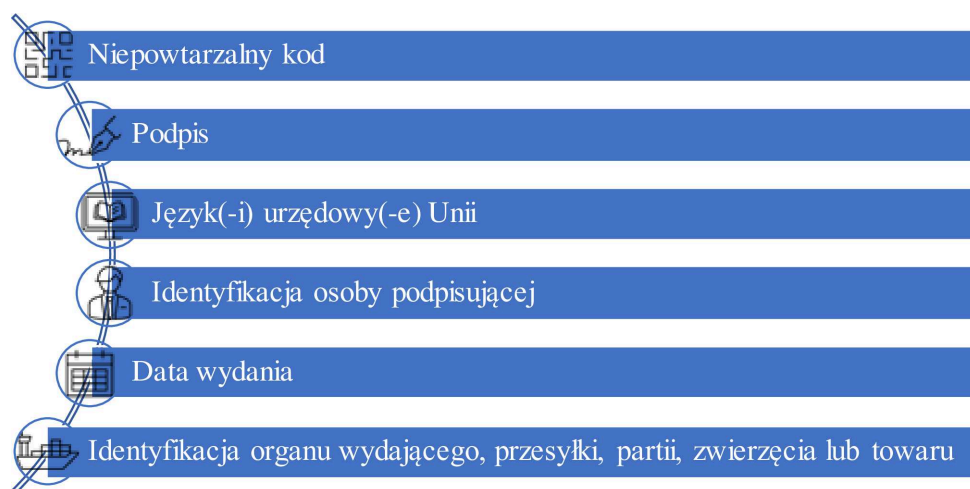 Niepowtarzalny kod
Podpis
Język(-i) urzędowy(-e) Unii
Identyfikacja osoby podpisującej
Data wydania
Identyfikacja organu wydającego, przesyłki, partii, zwierzęcia lub towaru